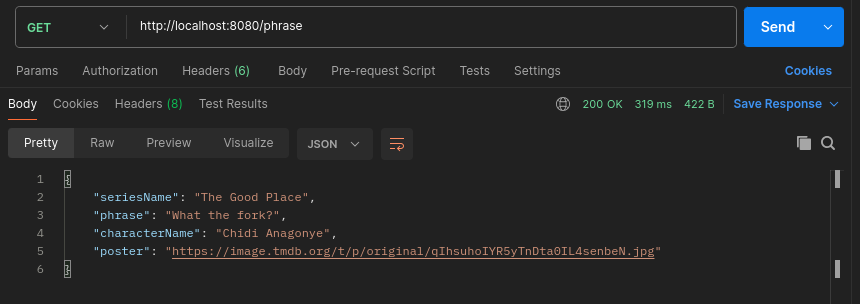 GET http://localhost:8080/phrase Send
Params Authorization Headers (6) Body Pre-request Script Tests Settings Cookies
Body Cookies Headers (8) Test Results 200 OK 319 ms 422 B Save Response
Pretty Raw Preview Visualize JSON
1 {
2 "seriesName": "The Good Place",
3 "phrase": "What the fork?",
4 "characterName": "Chidi Anagonye",
5 "poster": "https://image.tmdb.org/t/p/original/qIhsuhoIYR5yTnDta0IL4senbeN.jpg"
6 }